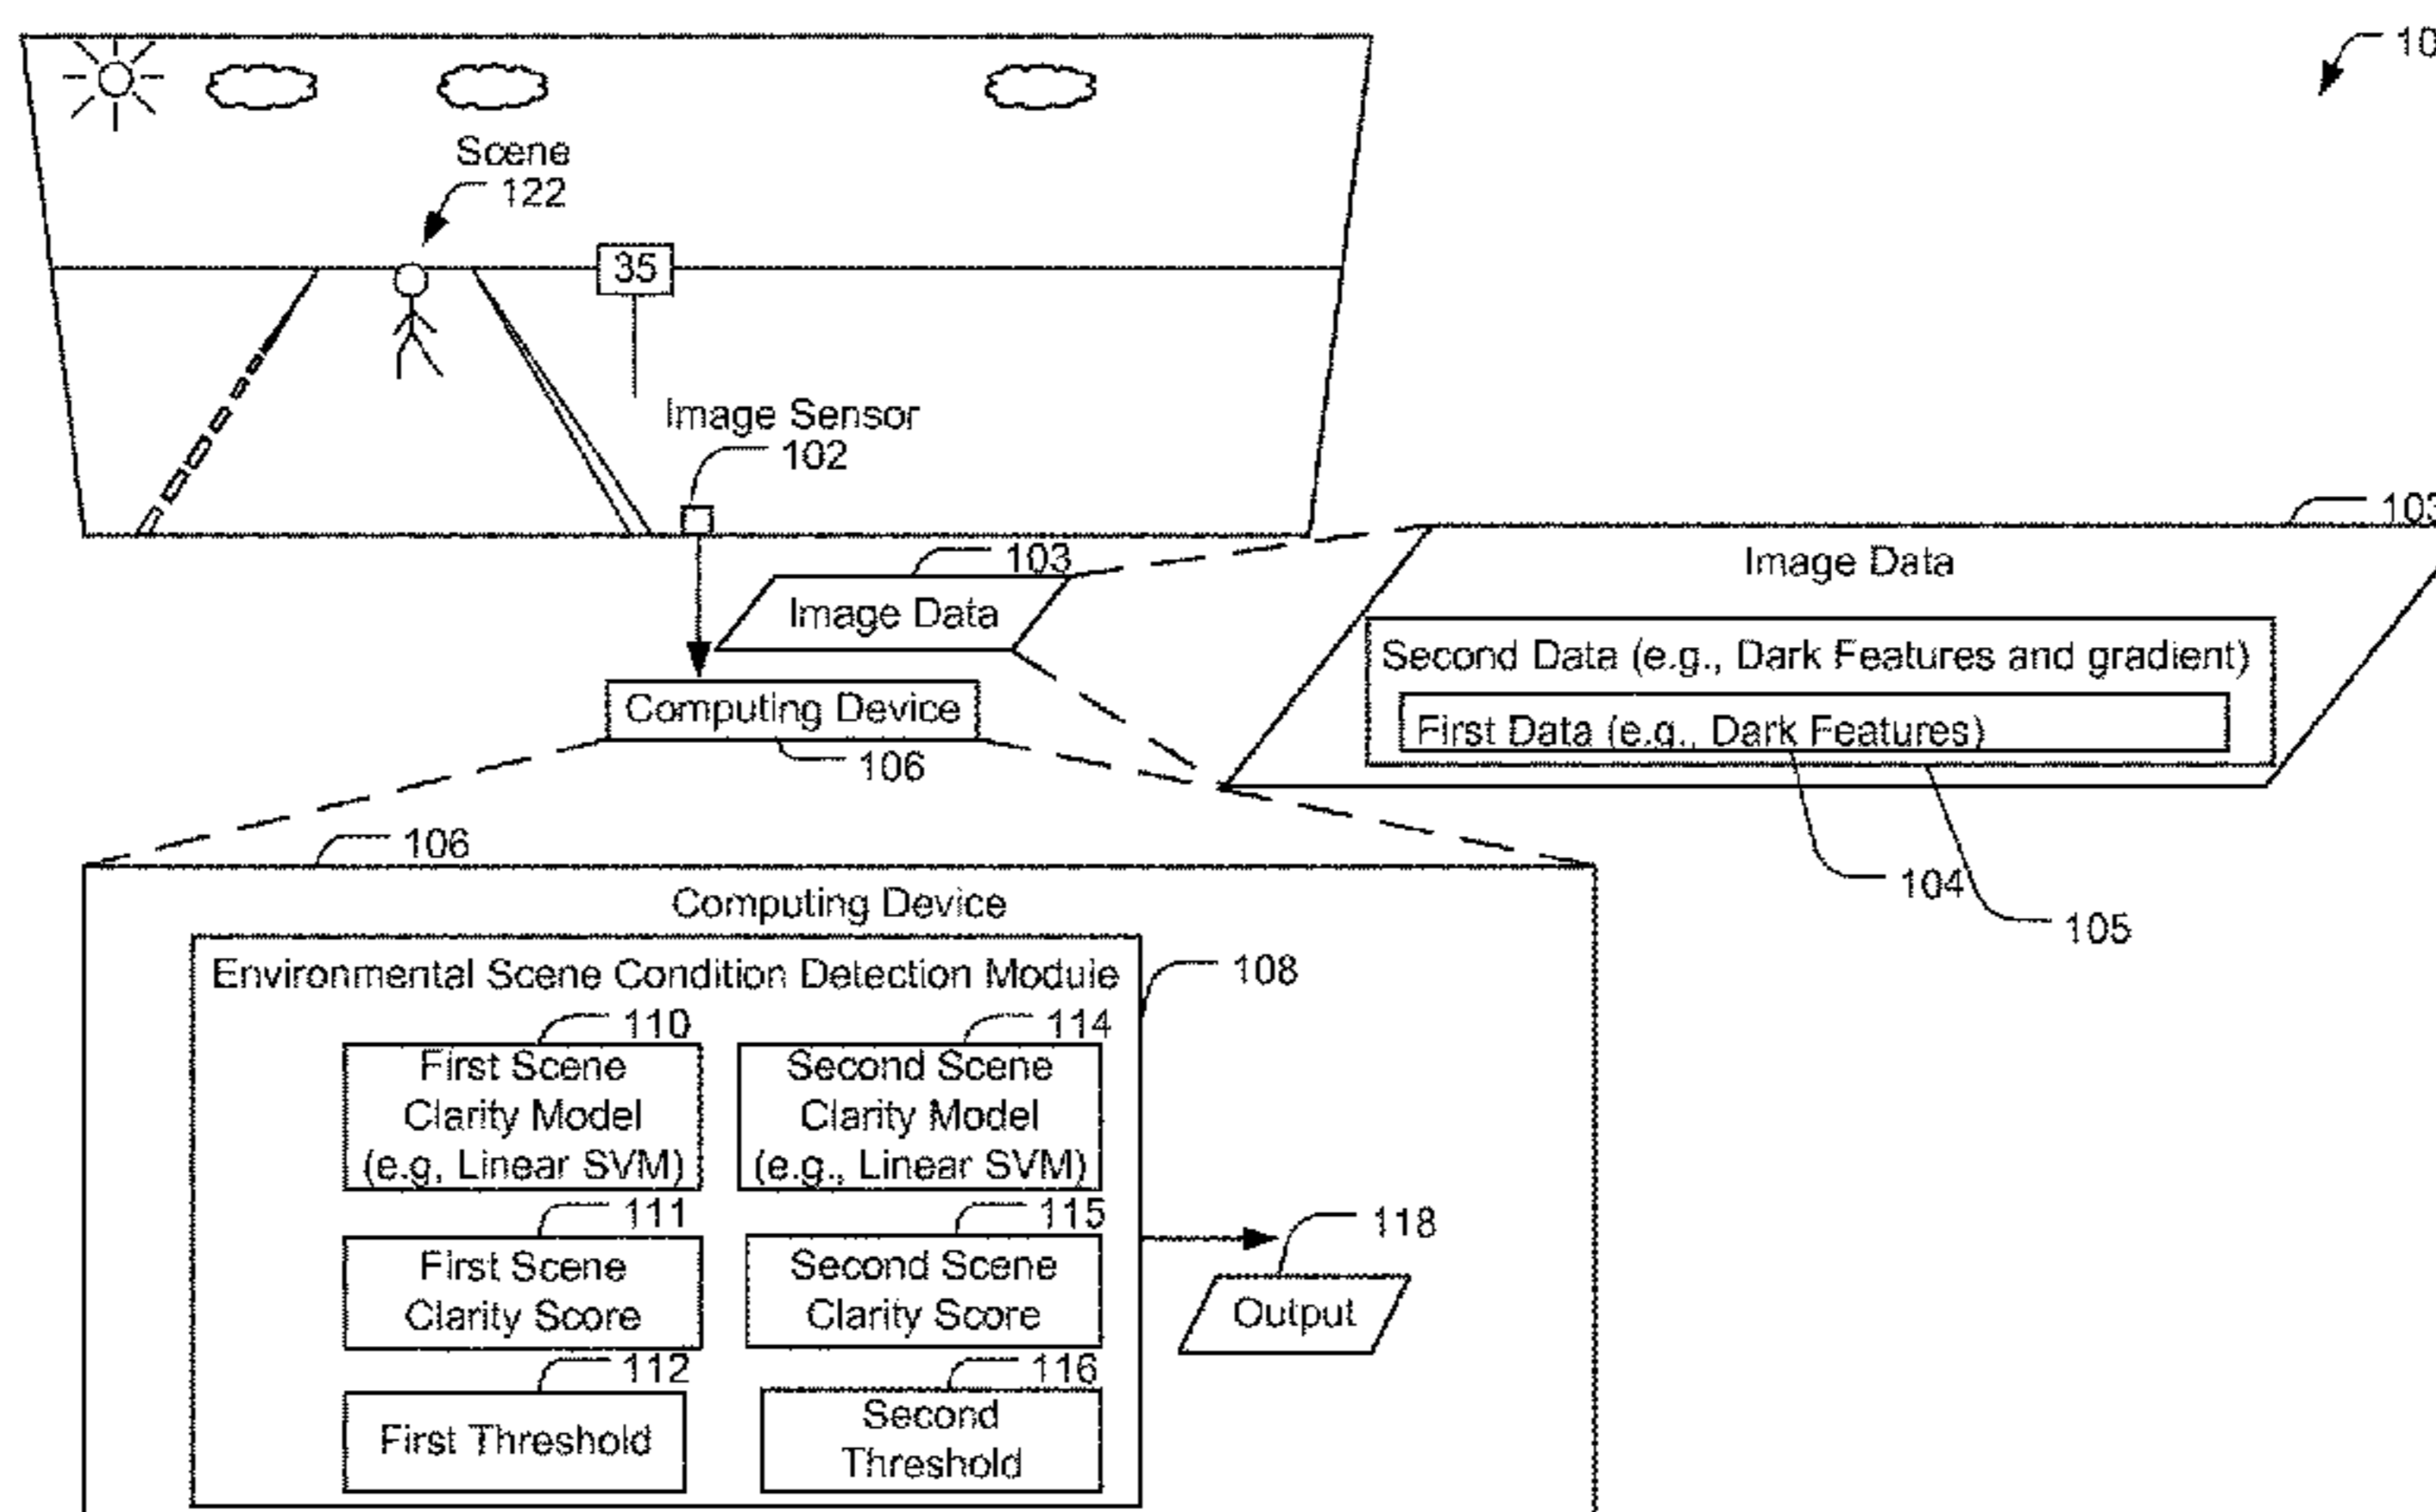 10
Scene
122
35
Image Sensor
102
103
Image Data
103
Image Data
Second Data (e.g., Dark Features and gradient)
First Data (e.g., Dark Features)
104
105
Computing Device
106
106
Computing Device
Environmental Scene Condition Detection Module
108
110
First Scene
Clarity Model
(e.g, Linear SVM)
114
Second Scene
Clarity Model
(e.g., Linear SVM)
111
First Scene
Clarity Score
115
Second Scene
Clarity Score
118
Output
112
First Threshold
116
Second
Threshold